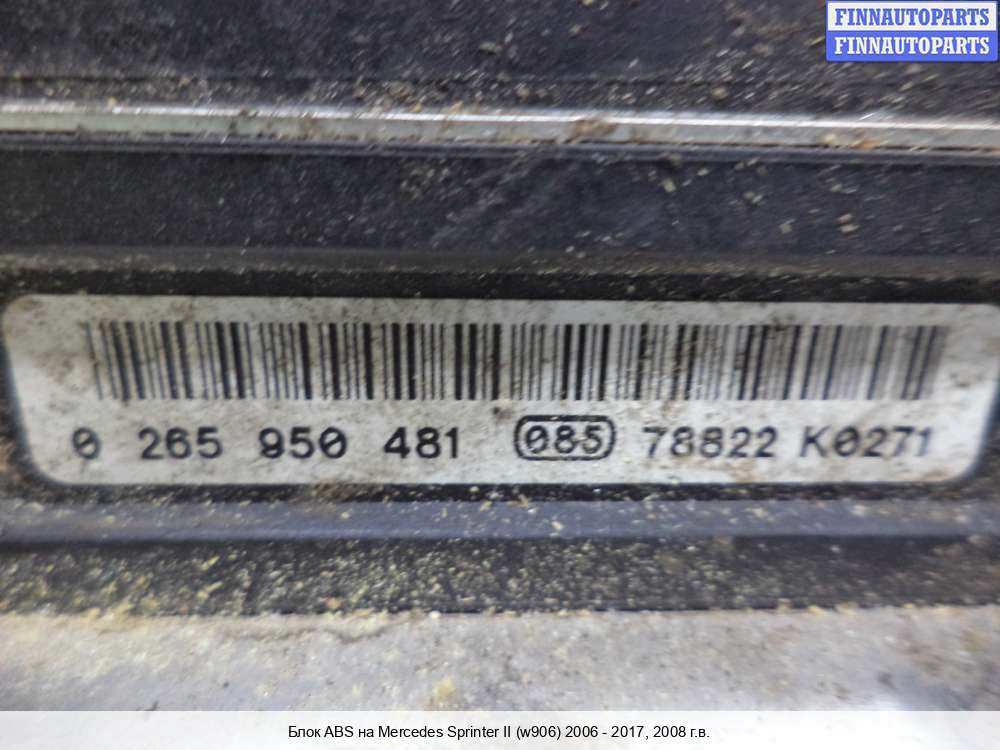 FINNAUTOPARTS
FINNAUTOPARTS
0 265 950 481 085 78822 K0271
Блок ABS на Mercedes Sprinter II (w906) 2006 - 2017, 2008 г.в.